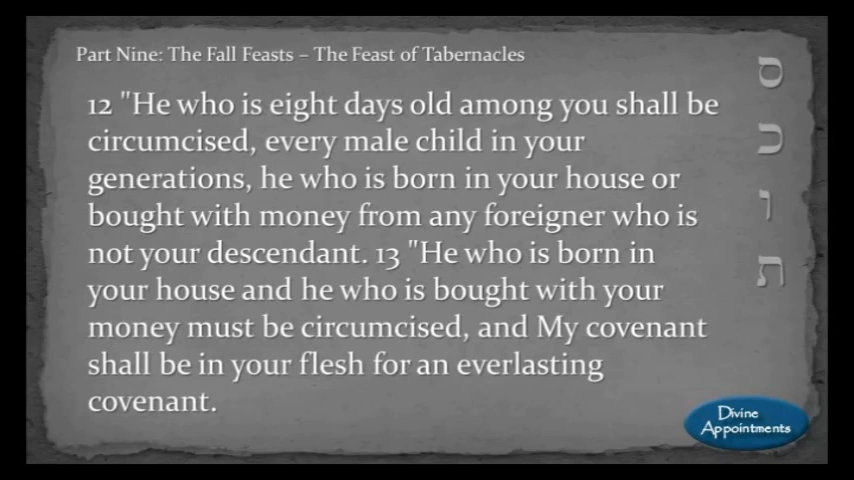 Part Nine: The Fall Feasts – The Feast of Tabernacles
12 "He who is eight days old among you shall be
circumcised, every male child in your
generations, he who is born in your house or
bought with money from any foreigner who is
not your descendant. 13 "He who is born in
your house and he who is bought with your
money must be circumcised, and My covenant
shall be in your flesh for an everlasting
covenant.
ס
כ
ו
ת
Divine
Appointments